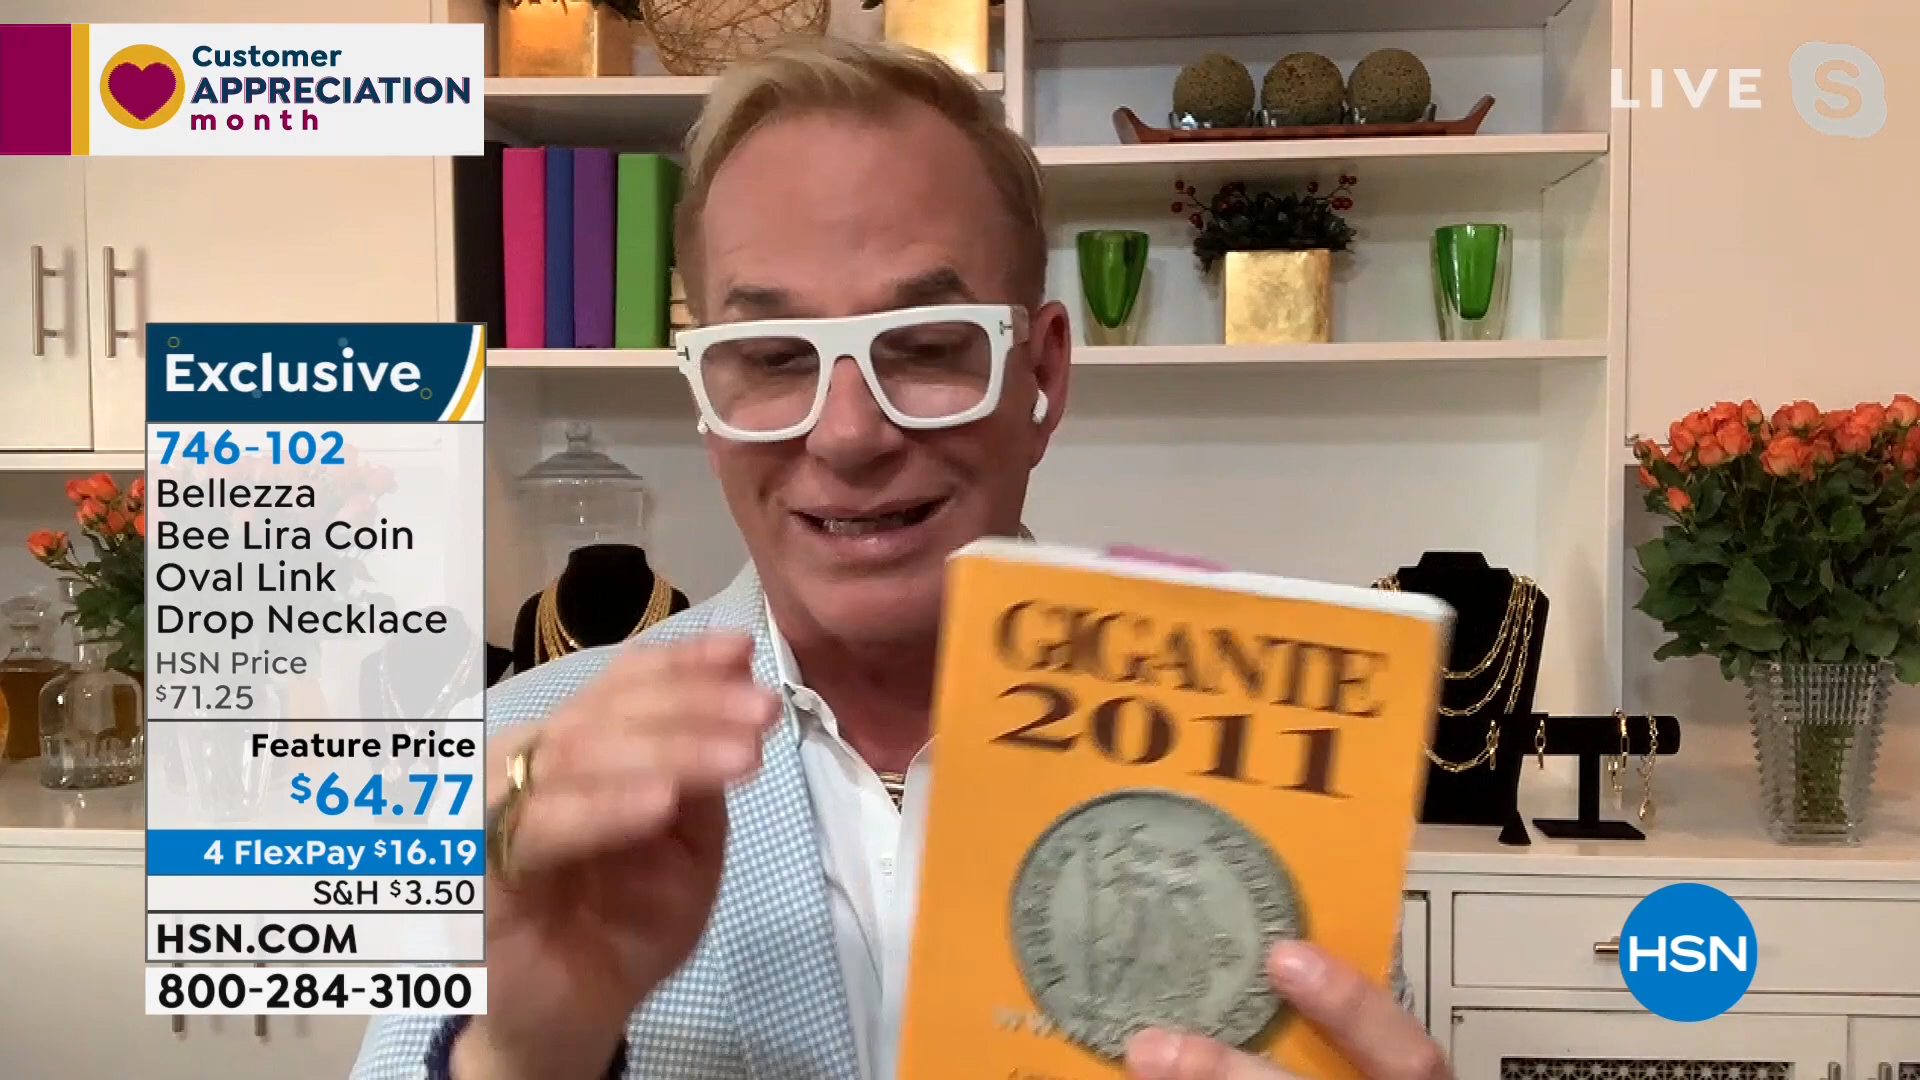 Customer
APPRECIATION
month
LIVE S
Exclusive
746-102
Bellezza
Bee Lira Coin
Oval Link
Drop Necklace
HSN Price
$71.25
Feature Price
$64.77
4 FlexPay $16.19
S&H $3.50
HSN.COM
800-284-3100
GIGANTE
2011
HSN